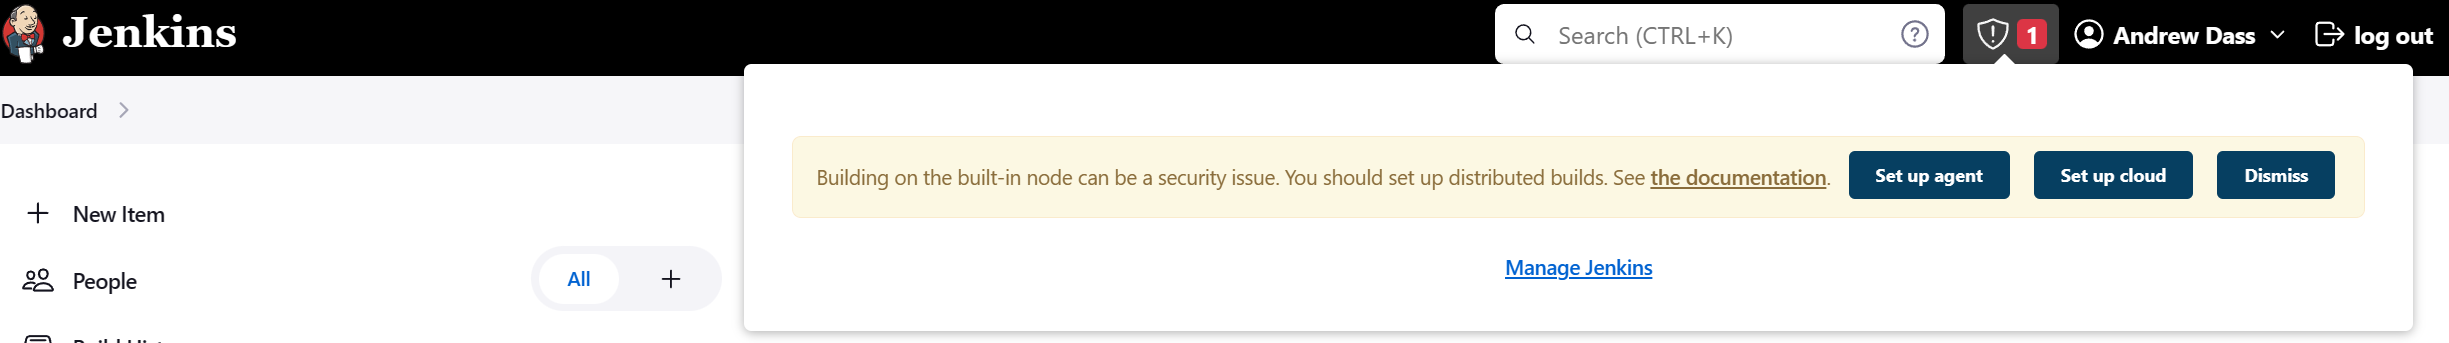 Jenkins
Search (CTRL+K)
1
Andrew Dass
log out
Dashboard
Building on the built-in node can be a security issue. You should set up distributed builds. See the documentation.
Set up agent
Set up cloud
Dismiss
New Item
People
All
Manage Jenkins